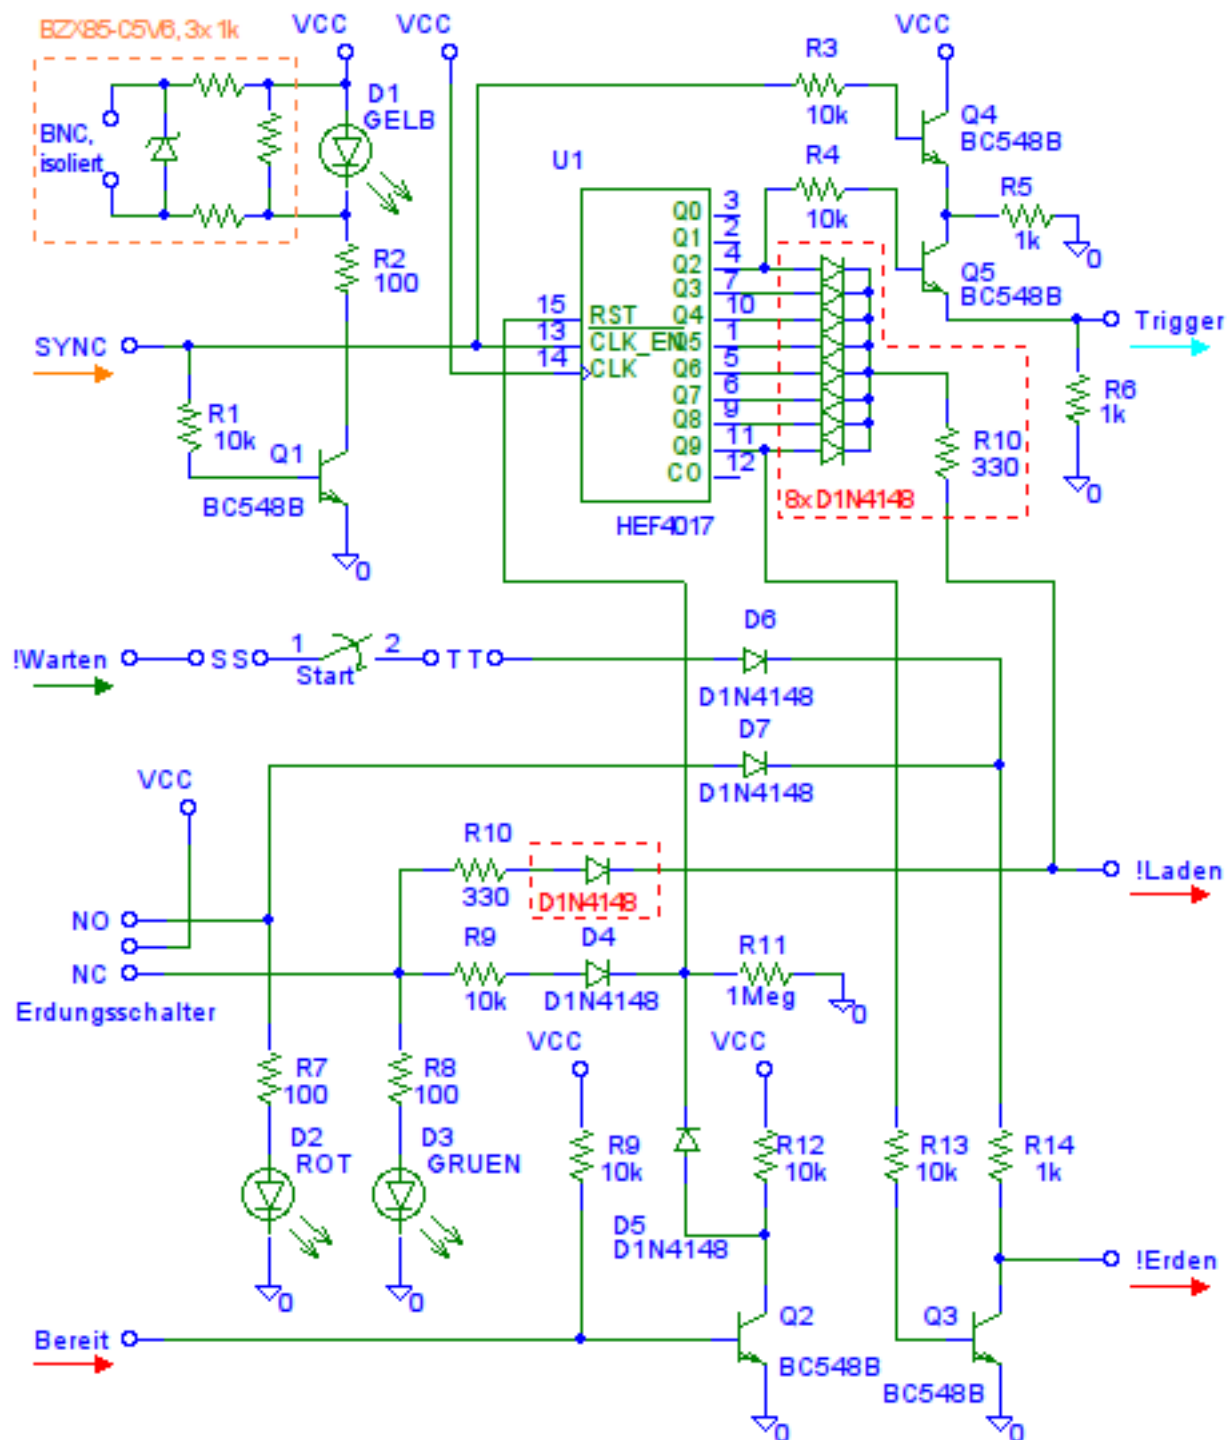 BZX85-C5V6, 3x 1k
VCC
VCC
VCC
BNC,
isoliert
D1
GELB
R2
100
R3
10k
Q4
BC548B
U1
R4
10k
R5
1k
0
Q5
BC548B
Q0 3
Q1 2
Q2 4
Q3 7
15 RST Q4 10
13 CLK_EN Q5 1
14 CLK Q6 5
Q7 6
Q8 9
Q9 11
CO 12
HEF4017
8xD1N4148
R10
330
Trigger
R6
1k
0
SYNC
R1
10k
Q1
BC548B
0
!Warten
SS
1
2
Start
TT
D6
D1N4148
D7
D1N4148
VCC
R10
330
D1N4148
!Laden
NO
NC
Erdungsschalter
R9
10k
D4
D1N4148
R11
1Meg
0
VCC
VCC
R7
100
R8
100
D2
ROT
D3
GRUEN
R9
10k
R12
10k
R13
10k
R14
1k
D5
D1N4148
0
0
!Erden
Bereit
Q2
BC548B
Q3
BC548B
0
0